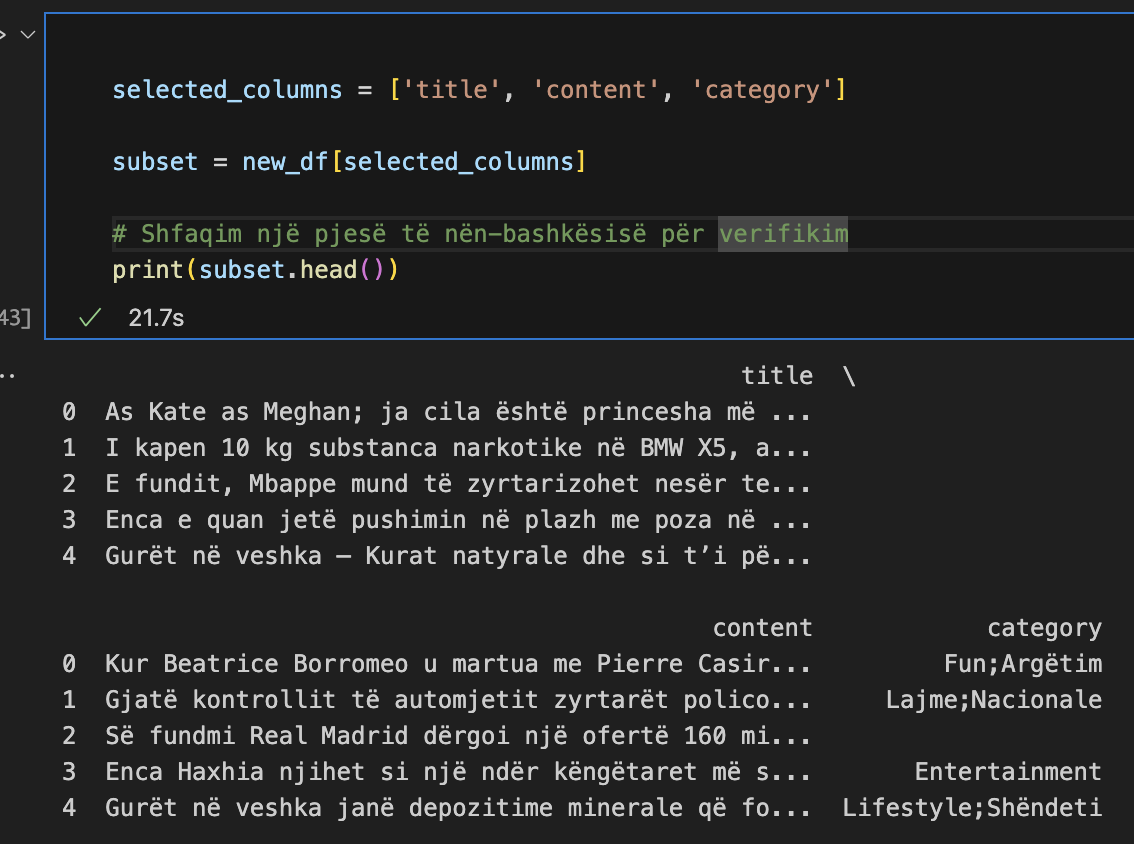 selected_columns = ['title', 'content', 'category']
subset = new_df[selected_columns]
# Shfaqim një pjesë të nën-bashkësisë për verifikim
print(subset.head())
43]
21.7s
..
title \
0 As Kate as Meghan; ja cila është princesha më ...
1 I kapen 10 kg substanca narkotike në BMW X5, a...
2 E fundit, Mbappe mund të zyrtarizohet nesër te...
3 Enca e quan jetë pushimin në plazh me poza në ...
4 Gurët në veshka – Kurat natyrale dhe si t’i pë...
content category
0 Kur Beatrice Borromeo u martua me Pierre Casir... Fun;Argëtim
1 Gjatë kontrollit të automjetit zyrtarët polico... Lajme;Nacionale
2 Së fundmi Real Madrid dërgoi një ofertë 160 mi...
3 Enca Haxhia njihet si një ndër këngëtaret më s... Entertainment
4 Gurët në veshka janë depozitime minerale që fo... Lifestyle;Shëndeti